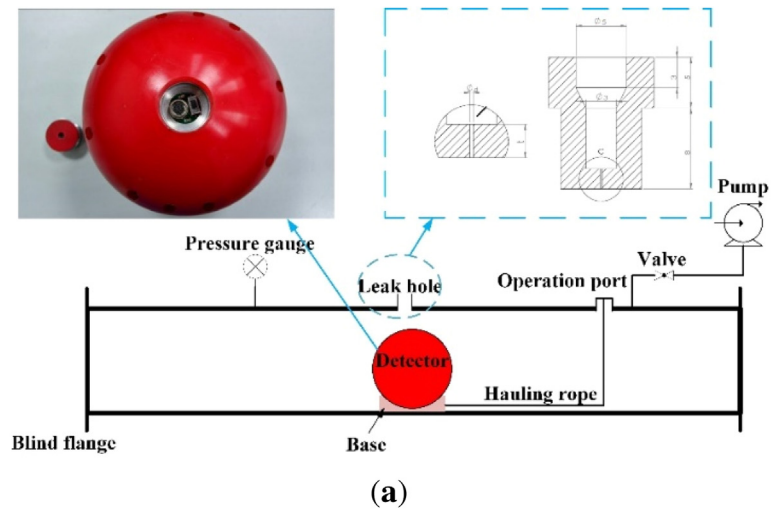 Pump
Pressure gauge
Valve
Leak hole
Operation port
Detector
Hauling rope
Blind flange
Base
(a)